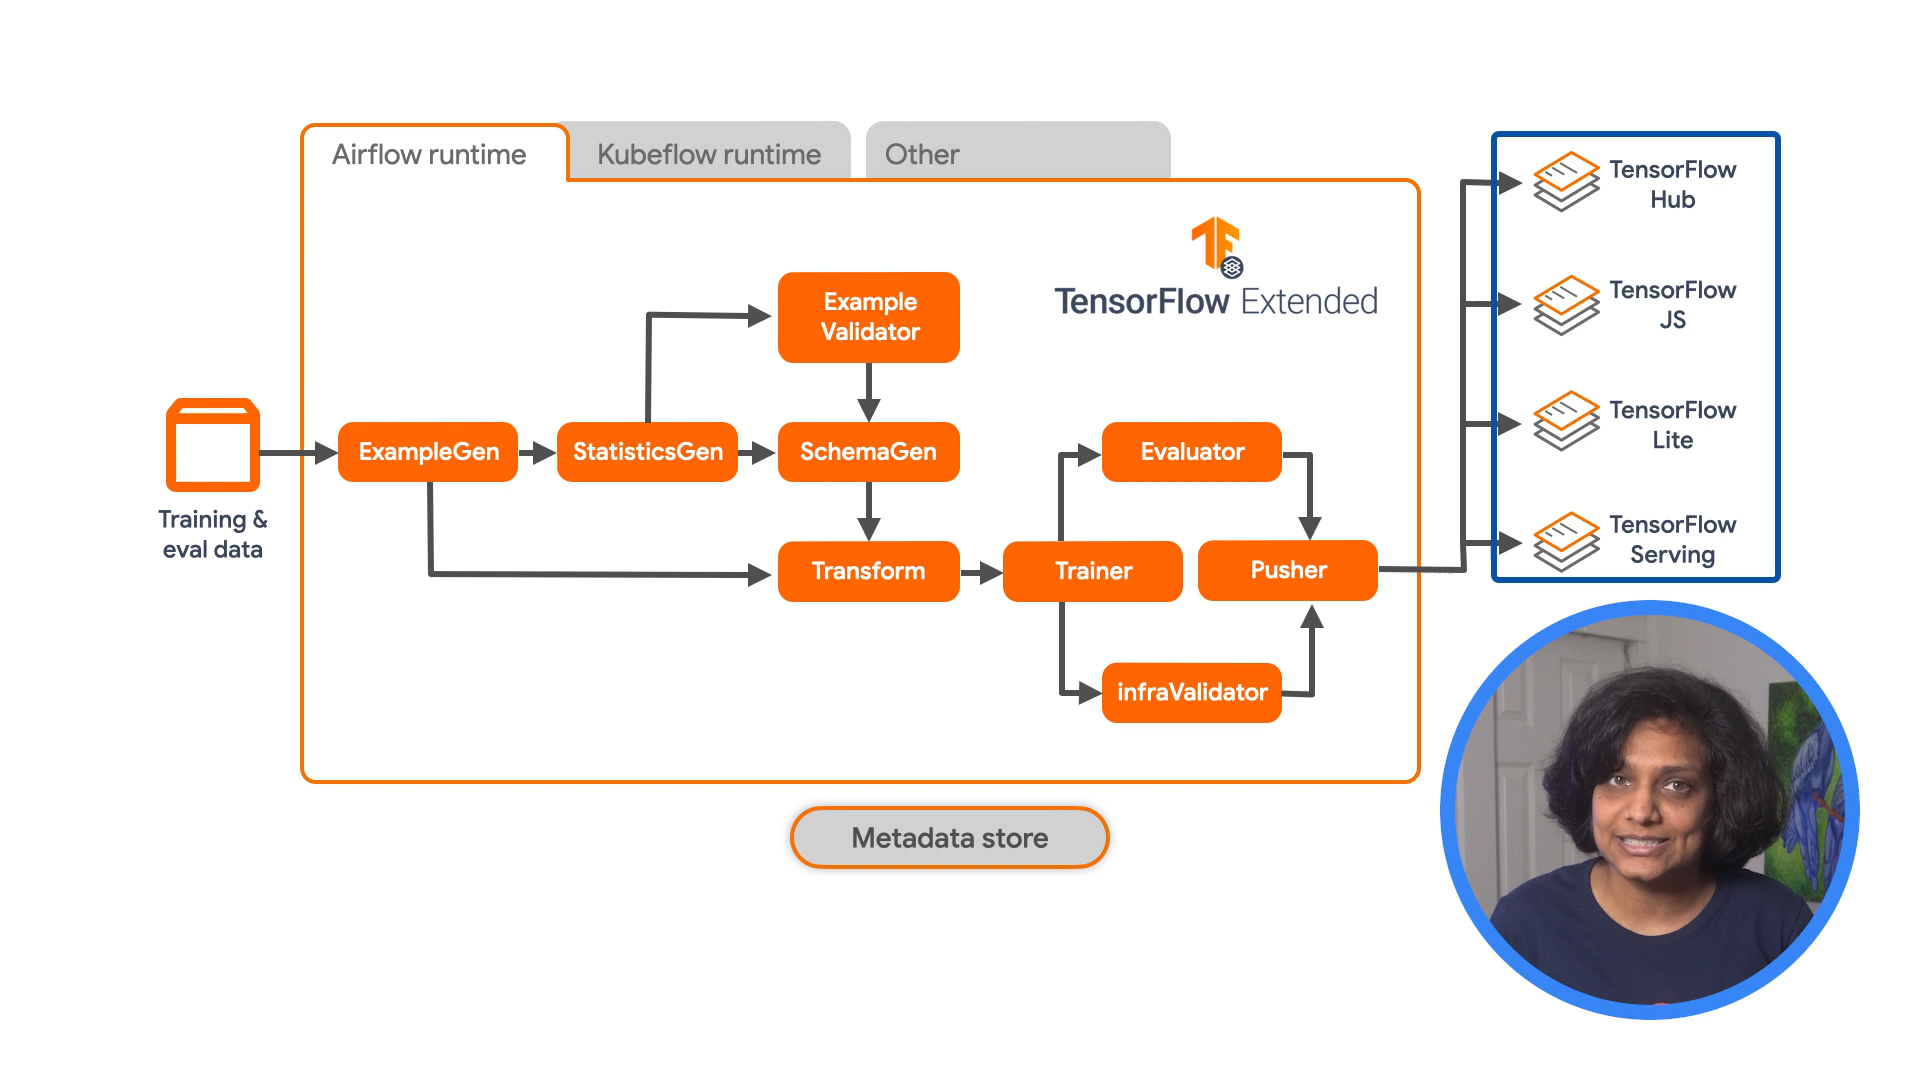 Airflow runtime
Kubeflow runtime
Other
TensorFlow Extended
Training &
eval data
ExampleGen
StatisticsGen
Example
Validator
SchemaGen
Transform
Trainer
Evaluator
infraValidator
Pusher
TensorFlow
Hub
TensorFlow
JS
TensorFlow
Lite
TensorFlow
Serving
Metadata store